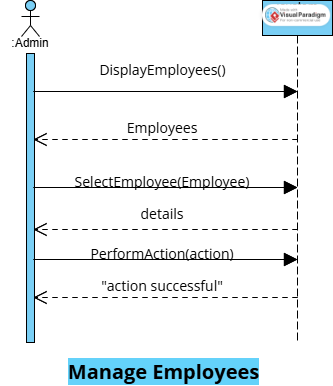 :Admin
Visual Paradigm
DisplayEmployees()
Employees
SelectEmployee(Employee)
details
PerformAction(action)
"action successful"
Manage Employees